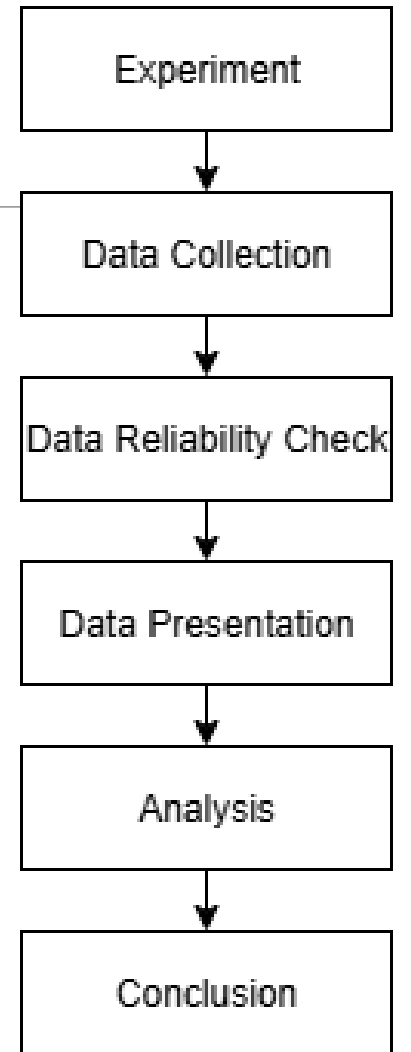 Experiment
Data Collection
Data Reliability Check
Data Presentation
Analysis
Conclusion